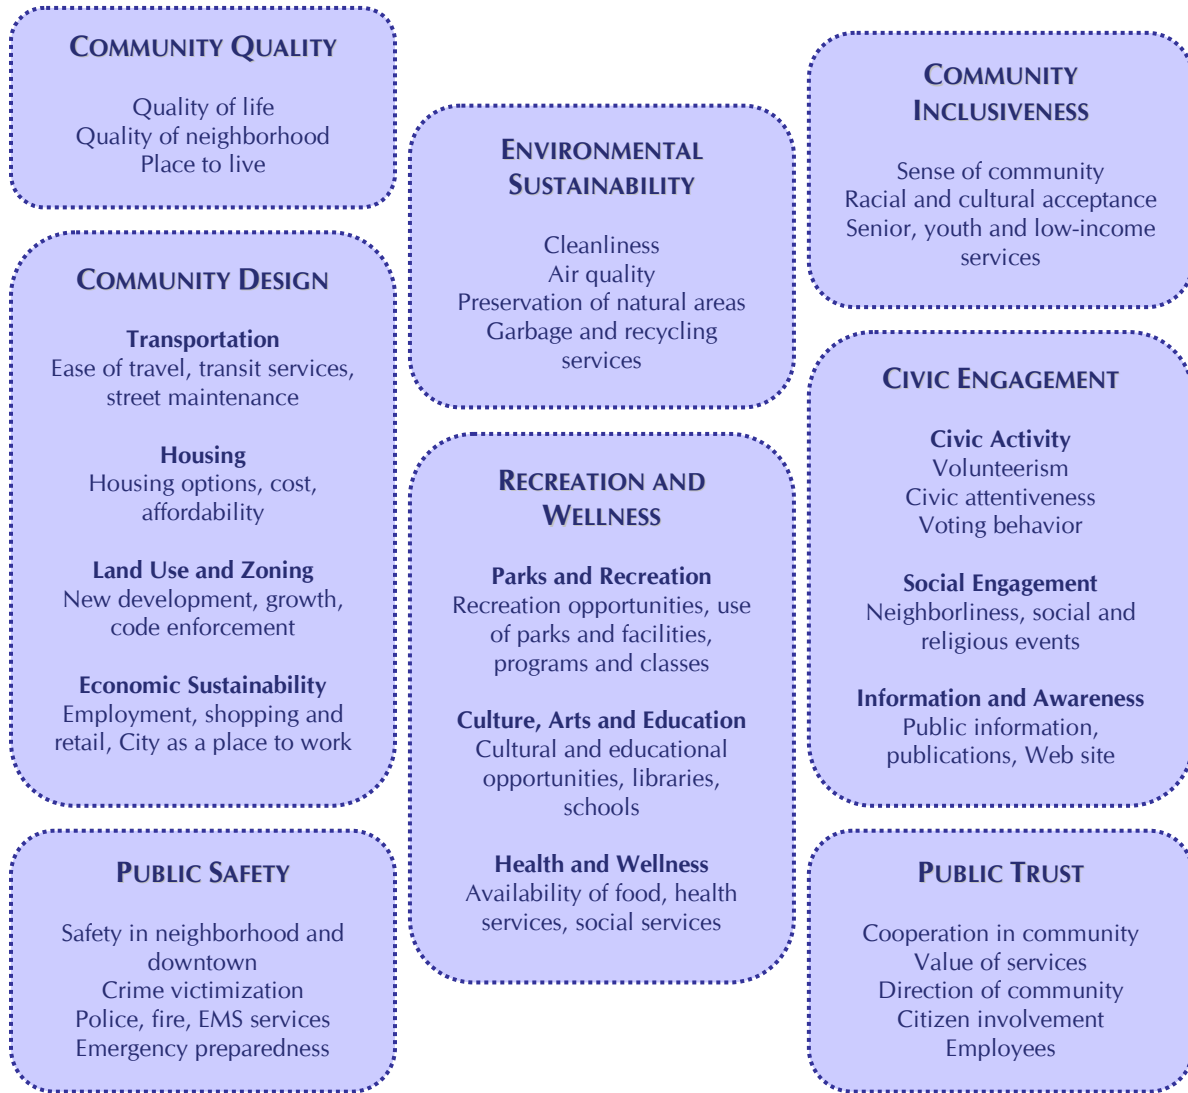 COMMUNITY QUALITY
Quality of life
Quality of neighborhood
Place to live
COMMUNITY DESIGN
Transportation
Ease of travel, transit services,
street maintenance
Housing
Housing options, cost,
affordability
Land Use and Zoning
New development, growth,
code enforcement
Economic Sustainability
Employment, shopping and
retail, City as a place to work
PUBLIC SAFETY
Safety in neighborhood and
downtown
Crime victimization
Police, fire, EMS services
Emergency preparedness
ENVIRONMENTAL
SUSTAINABILITY
Cleanliness
Air quality
Preservation of natural areas
Garbage and recycling
services
RECREATION AND
WELLNESS
Parks and Recreation
Recreation opportunities, use
of parks and facilities,
programs and classes
Culture, Arts and Education
Cultural and educational
opportunities, libraries,
schools
Health and Wellness
Availability of food, health
services, social services
COMMUNITY
INCLUSIVENESS
Sense of community
Racial and cultural acceptance
Senior, youth and low-income
services
CIVIC ENGAGEMENT
Civic Activity
Volunteerism
Civic attentiveness
Voting behavior
Social Engagement
Neighborliness, social and
religious events
Information and Awareness
Public information,
publications, Web site
PUBLIC TRUST
Cooperation in community
Value of services
Direction of community
Citizen involvement
Employees